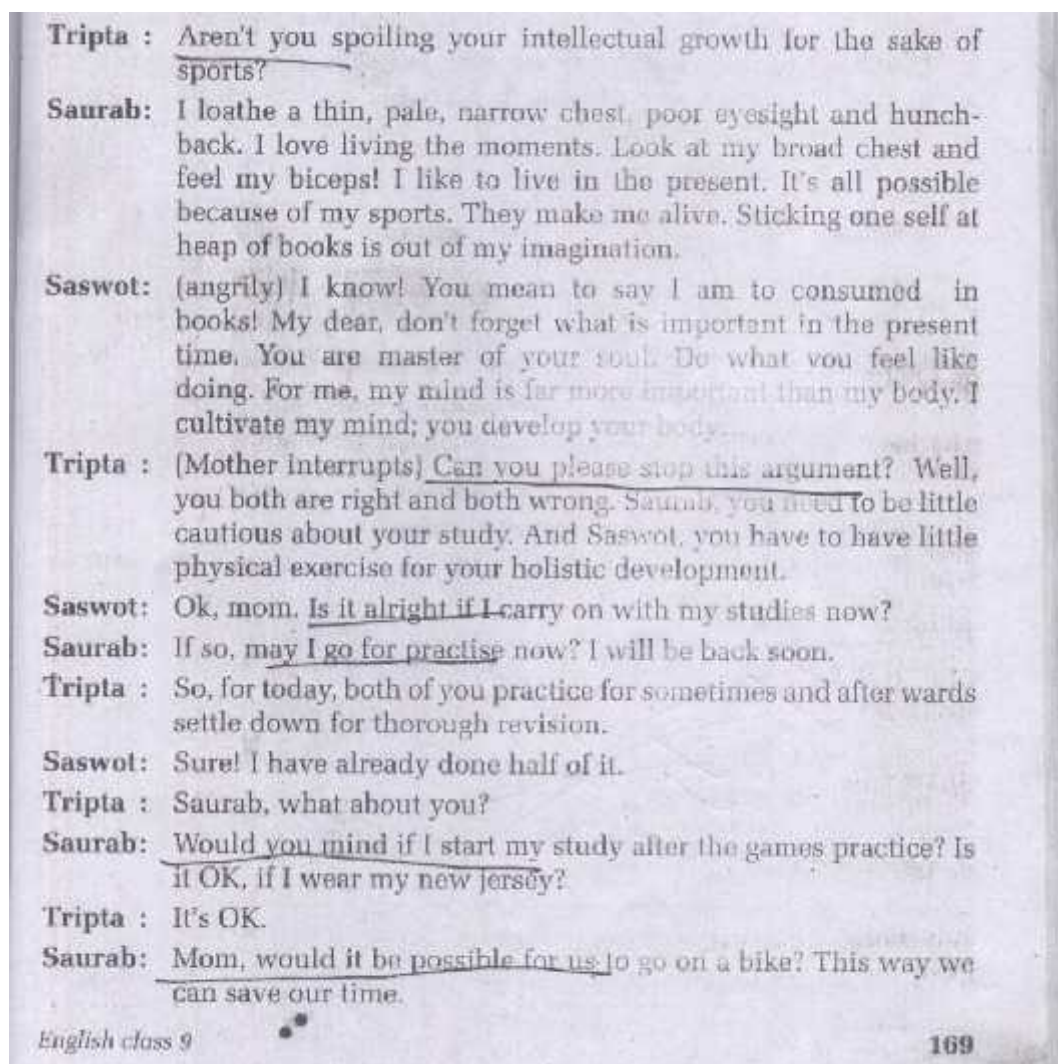 Tripta : Aren't you spoiling your intellectual growth for the sake of
sports?
Saurab: I loathe a thin, pale, narrow chest, poor eyesight and hunch-
back. I love living the moments. Look at my broad chest and
feel my biceps! I like to live in the present. It's all possible
because of my sports. They make me alive. Sticking one self at
heap of books is out of my imagination.
Saswot: (angrily) I know! You mean to say I am to consumed in
books! My dear, don't forget what is important in the present
time. You are master of your soul. Do what you feel like
doing. For me, my mind is far more important than my body. I
cultivate my mind; you develop your body.
Tripta : (Mother interrupts) Can you please stop this argument? Well,
you both are right and both wrong. Saurab, you need to be little
cautious about your study. And Saswot, you have to have little
physical exercise for your holistic development.
Saswot: Ok, mom. Is it alright if I carry on with my studies now?
Saurab: If so, may I go for practise now? I will be back soon.
Tripta : So, for today, both of you practice for sometimes and after wards
settle down for thorough revision.
Saswot: Sure! I have already done half of it.
Tripta : Saurab, what about you?
Saurab: Would you mind if I start my study after the games practice? Is
it OK, if I wear my new jersey?
Tripta : It's OK.
Saurab: Mom, would it be possible for us to go on a bike? This way we
can save our time.
English class 9 169